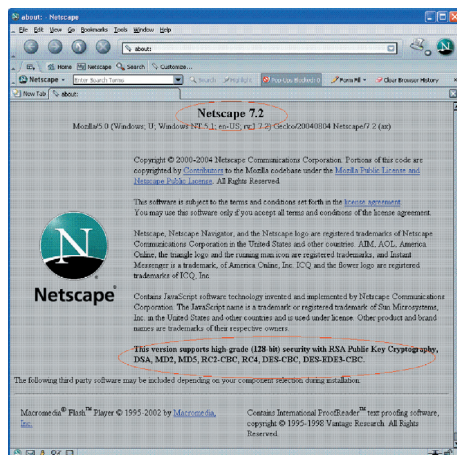 about: - Netscape
File Edit View Go Bookmarks Tools Window Help
about:
Home Netscape Search Customize...
Netscape Enter Search Terms Search Highlight Pop-Ups Blocked: 0 Form Fill Clear Browser History
New Tab about:
Netscape 7.2
Mozilla/5.0 (Windows; U; Windows NT 5.1; en-US; rv:1.7.2) Gecko/20040804 Netscape/7.2 (ax)
Copyright © 2000-2004 Netscape Communications Corporation. Portions of this code are
copyrighted by Contributors to the Mozilla codebase under the Mozilla Public License and
Netscape Public License. All Rights Reserved.
This software is subject to the terms and conditions set forth in the license agreement.
You may use this software only if you accept all terms and conditions of the license agreement.
Netscape, Netscape Navigator, and the Netscape logo are registered trademarks of Netscape
Communications Corporation in the United States and other countries. AIM, AOL, America
Online, the triangle logo and the running man icon are registered trademarks, and Instant
Messenger is a trademark, of America Online, Inc. ICQ and the flower logo are registered
trademarks of ICQ, Inc.
N
Netscape®
Contains JavaScript software technology invented and implemented by Netscape Communications
Corporation. The JavaScript name is a trademark or registered trademark of Sun Microsystems,
Inc. in the United States and other countries and is used under license. Other product and brand
names are trademarks of their respective owners.
This version supports high-grade (128-bit) security with RSA Public Key Cryptography,
DSA, MD2, MD5, RC2-CBC, RC4, DES-CBC, DES-EDE3-CBC.
The following third party software may be included depending on your component selection during installation.
Macromedia® Flash™ Player © 1995-2002 by Macromedia,
Inc.
Contains International ProofReader™ text proofing software,
copyright © 1995-1998 Vantage Research. All Rights
Reserved.